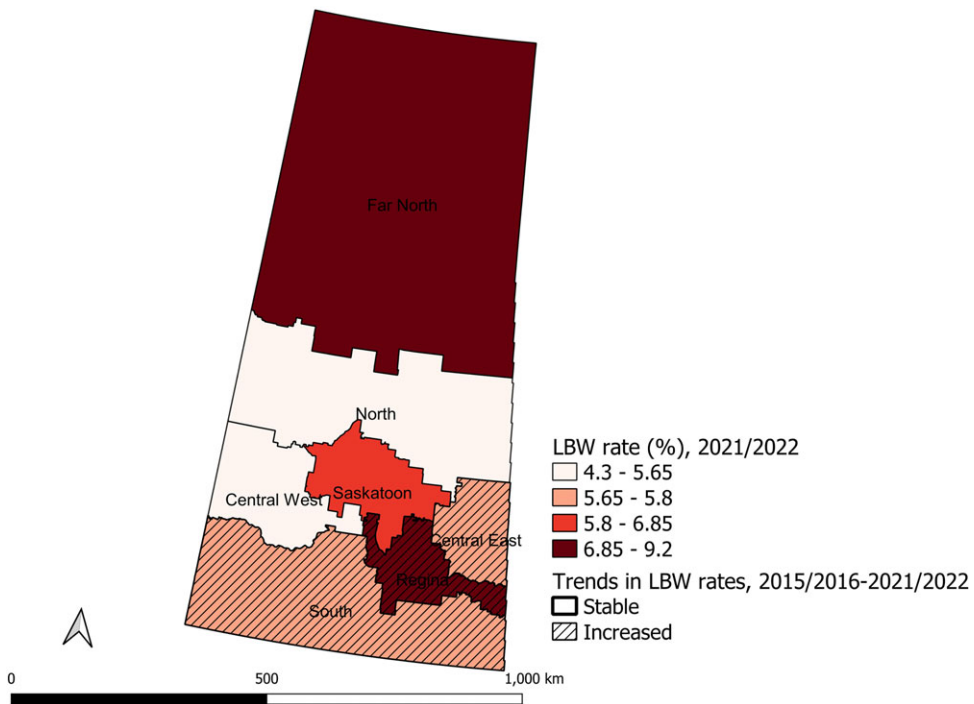 Far North
North
Central West
Saskatoon
Central East
Regina
South
LBW rate (%), 2021/2022
4.3 - 5.65
5.65 - 5.8
5.8 - 6.85
6.85 - 9.2
Trends in LBW rates, 2015/2016-2021/2022
Stable
Increased
0 500 1,000 km